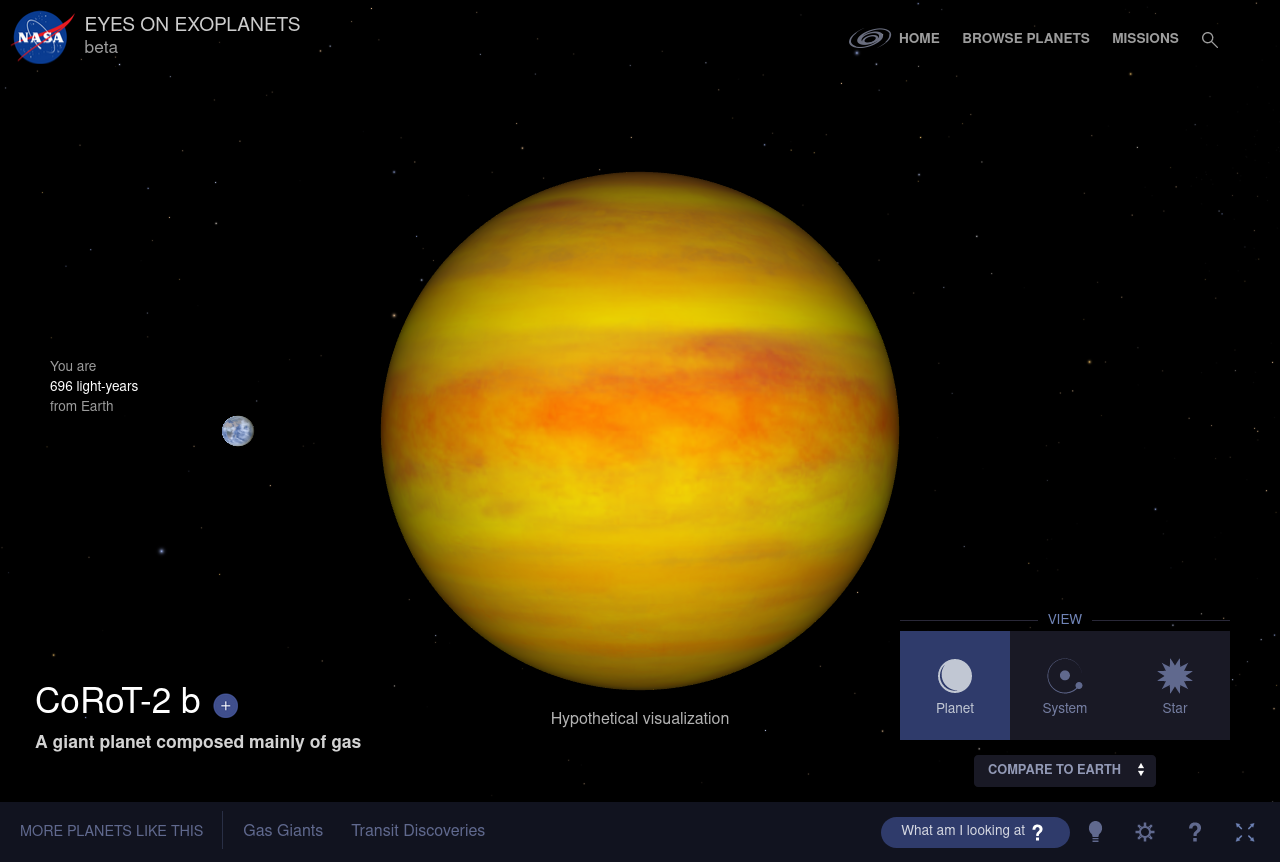 NASA
EYES ON EXOPLANETS
beta
HOME
BROWSE PLANETS
MISSIONS
You are
696 light-years
from Earth
CoRoT-2 b +
A giant planet composed mainly of gas
Hypothetical visualization
VIEW
Planet
System
Star
COMPARE TO EARTH
MORE PLANETS LIKE THIS
Gas Giants
Transit Discoveries
What am I looking at ?
?